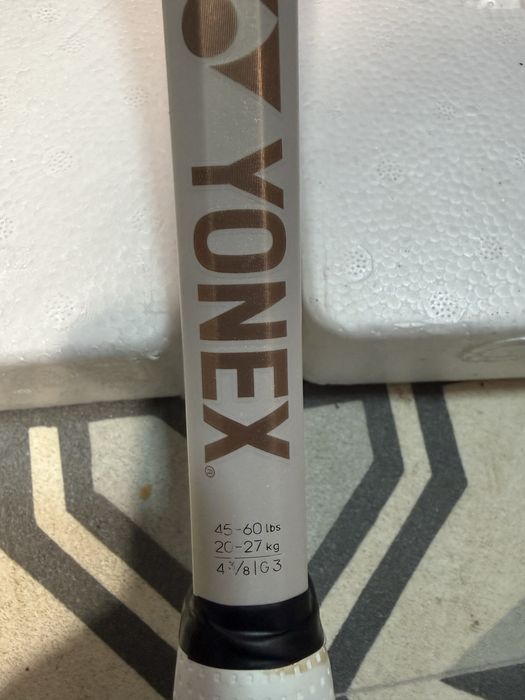 YONEX
®
45-60 lbs
20-27 kg
4 3/8 | G3